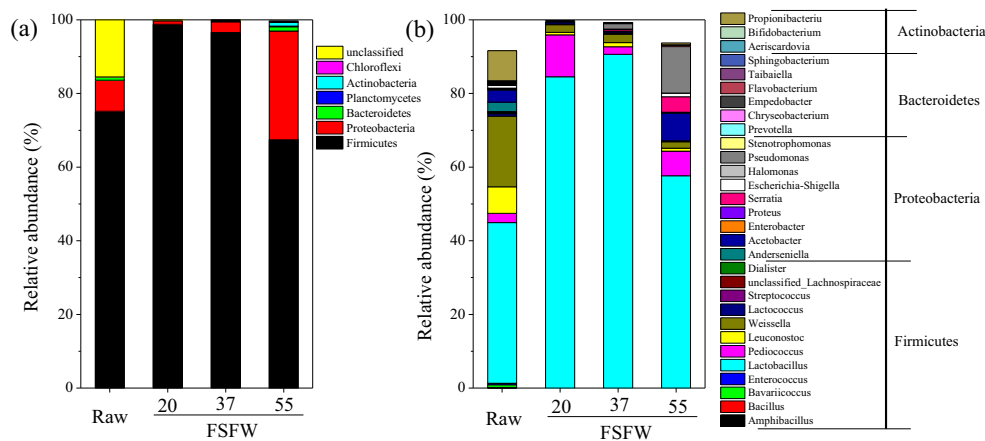 (a)
100
80
60
40
20
0
Relative abundance (%)
Raw
20
37
55
FSFW
unclassified
Chloroflexi
Actinobacteria
Planctomycetes
Bacteroidetes
Proteobacteria
Firmicutes
(b)
100
80
60
40
20
0
Relative abundance (%)
Raw
20
37
55
FSFW
Propionibacteriu
Bifidobacterium
Aeriscardovia
Sphingobacterium
Taibaiella
Flavobacterium
Empedobacter
Chryseobacterium
Prevotella
Stenotrophomonas
Pseudomonas
Halomonas
Escherichia-Shigella
Serratia
Proteus
Enterobacter
Acetobacter
Anderseniella
Dialister
unclassified_Lachnospiraceae
Streptococcus
Lactococcus
Weissella
Leuconostoc
Pediococcus
Lactobacillus
Enterococcus
Bavariicoccus
Bacillus
Amphibacillus
Actinobacteria
Bacteroidetes
Proteobacteria
Firmicutes